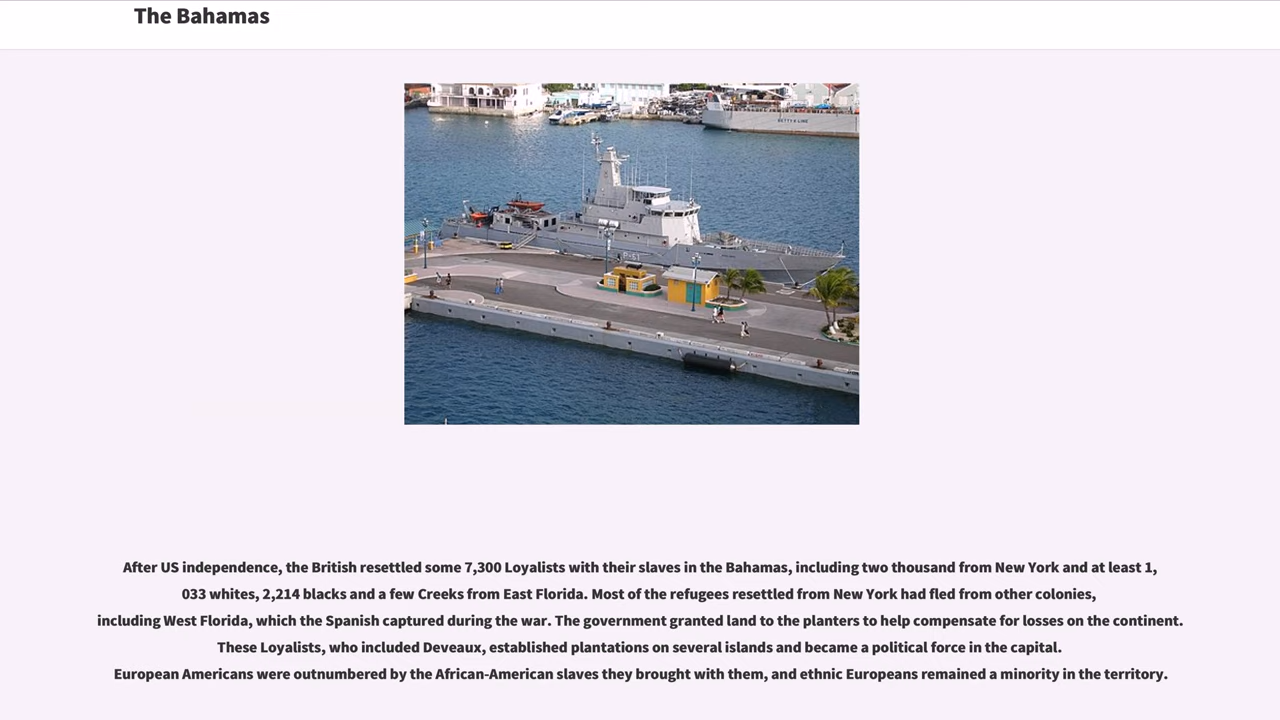 The Bahamas
BETTY K LINE
P-61
After US independence, the British resettled some 7,300 Loyalists with their slaves in the Bahamas, including two thousand from New York and at least 1,
033 whites, 2,214 blacks and a few Creeks from East Florida. Most of the refugees resettled from New York had fled from other colonies,
including West Florida, which the Spanish captured during the war. The government granted land to the planters to help compensate for losses on the continent.
These Loyalists, who included Deveaux, established plantations on several islands and became a political force in the capital.
European Americans were outnumbered by the African-American slaves they brought with them, and ethnic Europeans remained a minority in the territory.